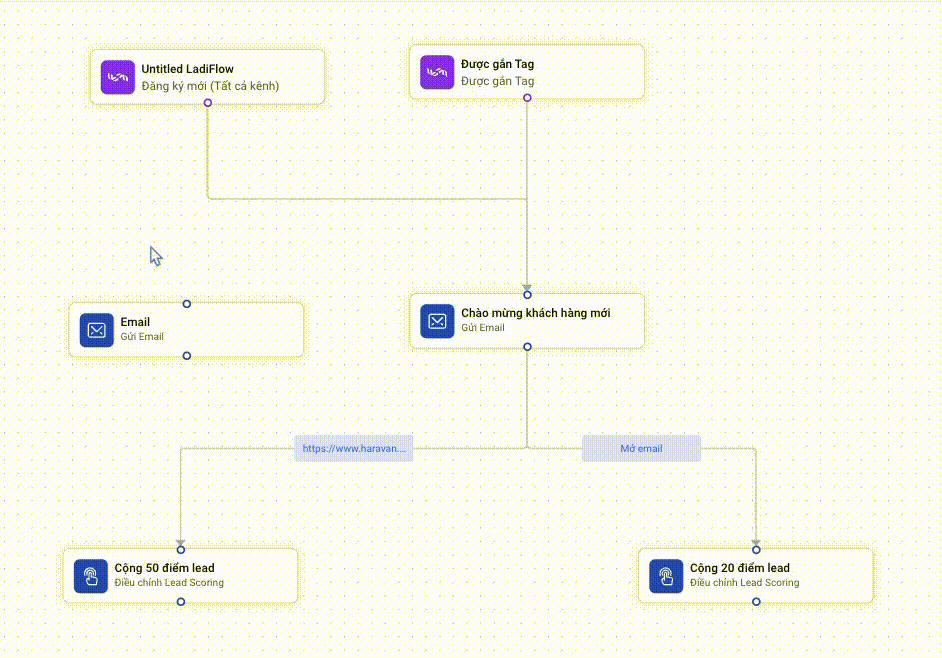 Untitled LadiFlow
Đăng ký mới (Tất cả kênh)
Được gắn Tag
Được gắn Tag
Email
Gửi Email
Chào mừng khách hàng mới
Gửi Email
https://www.haravan....
Mở email
Cộng 50 điểm lead
Điều chỉnh Lead Scoring
Cộng 20 điểm lead
Điều chỉnh Lead Scoring